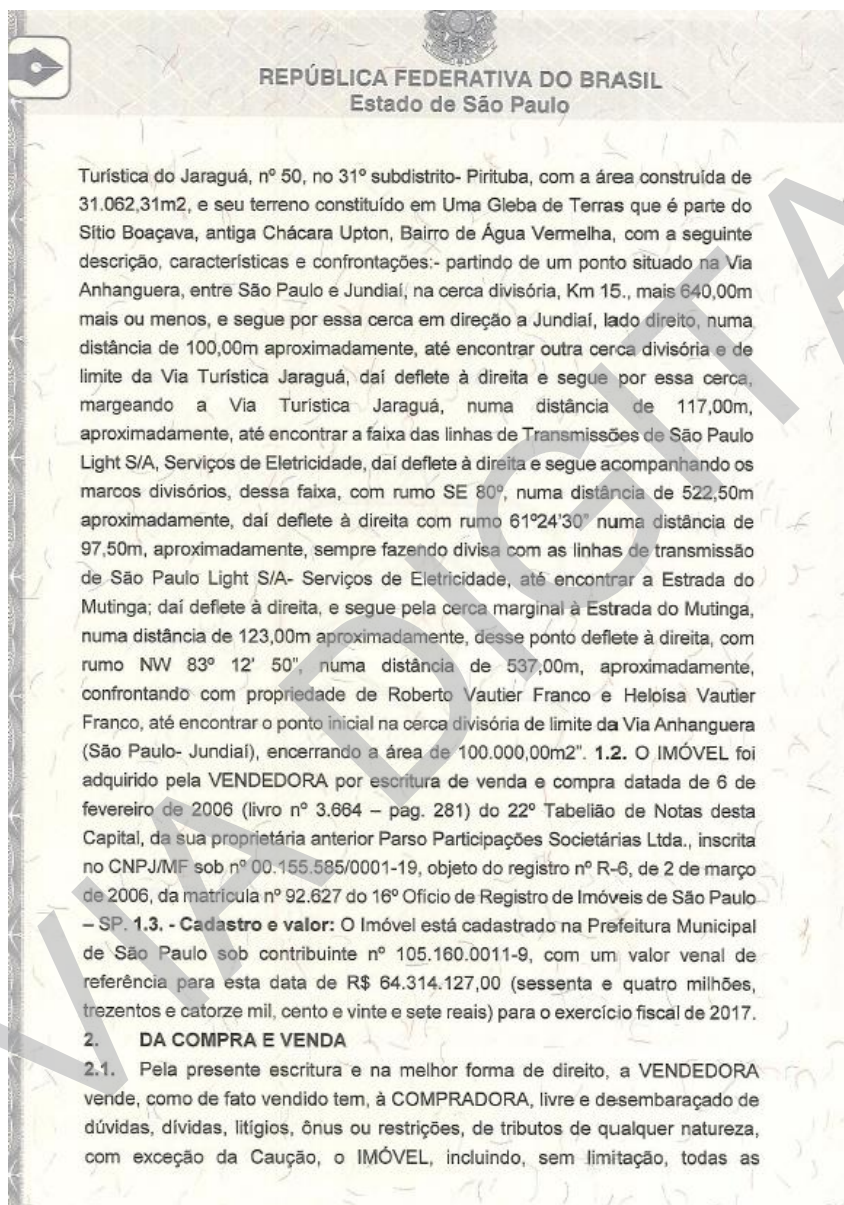 REPÚBLICA FEDERATIVA DO BRASIL
Estado de São Paulo
Turística do Jaraguá, nº 50, no 31º subdistrito- Pirituba, com a área construída de
31.062,31m2, e seu terreno constituído em Uma Gleba de Terras que é parte do
Sítio Boaçava, antiga Chácara Upton, Bairro de Água Vermelha, com a seguinte
descrição, características e confrontações:- partindo de um ponto situado na Via
Anhanguera, entre São Paulo e Jundiaí, na cerca divisória, Km 15., mais 640,00m
mais ou menos, e segue por essa cerca em direção a Jundiaí, lado direito, numa
distância de 100,00m aproximadamente, até encontrar outra cerca divisória e de
limite da Via Turística Jaraguá, daí deflete à direita e segue por essa cerca,
margeando a Via Turística Jaraguá, numa distância de 117,00m,
aproximadamente, até encontrar a faixa das linhas de Transmissões de São Paulo
Light S/A, Serviços de Eletricidade, daí deflete à direita e segue acompanhando os
marcos divisórios, dessa faixa, com rumo SE 80º, numa distância de 522,50m
aproximadamente, daí deflete à direita com rumo 61º24'30" numa distância de
97,50m, aproximadamente, sempre fazendo divisa com as linhas de transmissão
de São Paulo Light S/A- Serviços de Eletricidade, até encontrar a Estrada do
Mutinga; daí deflete à direita, e segue pela cerca marginal à Estrada do Mutinga,
numa distância de 123,00m aproximadamente, desse ponto deflete à direita, com
rumo NW 83º 12' 50", numa distância de 537,00m, aproximadamente,
confrontando com propriedade de Roberto Vautier Franco e Heloísa Vautier
Franco, até encontrar o ponto inicial na cerca divisória de limite da Via Anhanguera
(São Paulo- Jundiaí), encerrando a área de 100.000,00m2". 1.2. O IMÓVEL foi
adquirido pela VENDEDORA por escritura de venda e compra datada de 6 de
fevereiro de 2006 (livro nº 3.664 – pag. 281) do 22º Tabelião de Notas desta
Capital, da sua proprietária anterior Parso Participações Societárias Ltda., inscrita
no CNPJ/MF sob nº 00.155.585/0001-19, objeto do registro nº R-6, de 2 de março
de 2006, da matrícula nº 92.627 do 16º Ofício de Registro de Imóveis de São Paulo
– SP. 1.3. - Cadastro e valor: O Imóvel está cadastrado na Prefeitura Municipal
de São Paulo sob contribuinte nº 105.160.0011-9, com um valor venal de
referência para esta data de R$ 64.314.127,00 (sessenta e quatro milhões,
trezentos e catorze mil, cento e vinte e sete reais) para o exercício fiscal de 2017.
2. DA COMPRA E VENDA
2.1. Pela presente escritura e na melhor forma de direito, a VENDEDORA
vende, como de fato vendido tem, à COMPRADORA, livre e desembaraçado de
dúvidas, dívidas, litígios, ônus ou restrições, de tributos de qualquer natureza,
com exceção da Caução, o IMÓVEL, incluindo, sem limitação, todas as
VIA DIGITA